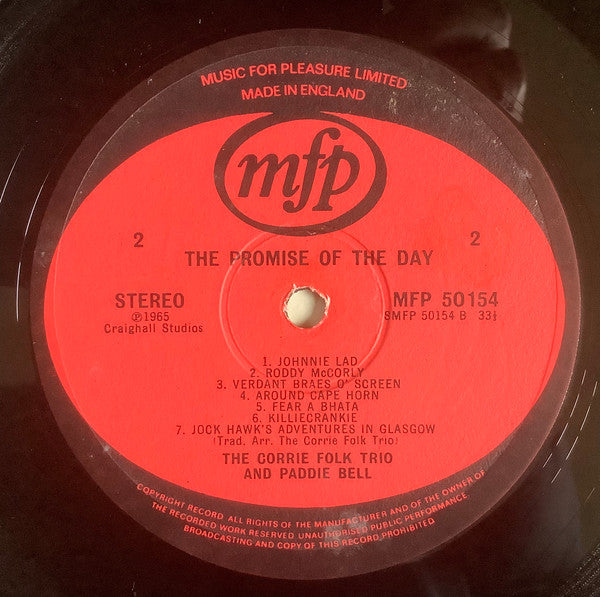 MUSIC FOR PLEASURE LIMITED
MADE IN ENGLAND
mfp
2 2
THE PROMISE OF THE DAY
STEREO MFP 50154
℗1965 SMFP 50154 B 33⅓
Craighall Studios
1. JOHNNIE LAD
2. RODDY McCORLY
3. VERDANT BRAES O' SCREEN
4. AROUND CAPE HORN
5. FEAR A BHATA
6. KILLIECRANKIE
7. JOCK HAWK'S ADVENTURES IN GLASGOW
(Trad. Arr. The Corrie Folk Trio)
THE CORRIE FOLK TRIO
AND PADDIE BELL
COPYRIGHT RECORD. ALL RIGHTS OF THE MANUFACTURER AND OF THE OWNER OF
THE RECORDED WORK RESERVED UNAUTHORISED PUBLIC PERFORMANCE
BROADCASTING AND COPY OF THIS RECORD PROHIBITED